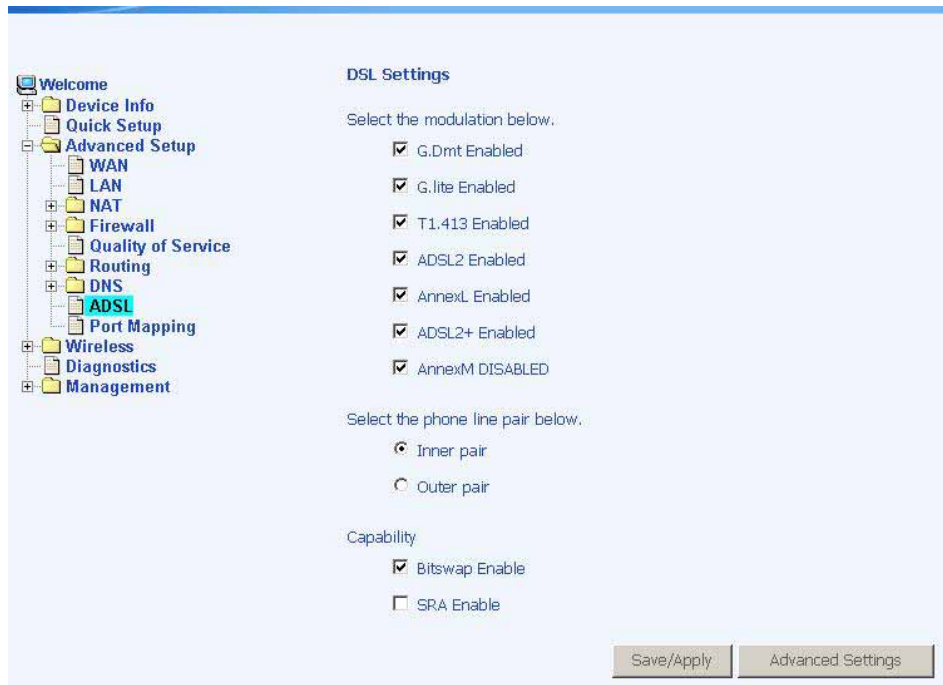 Welcome
Device Info
Quick Setup
Advanced Setup
WAN
LAN
NAT
Firewall
Quality of Service
Routing
DNS
ADSL
Port Mapping
Wireless
Diagnostics
Management
DSL Settings
Select the modulation below.
G.Dmt Enabled
G.lite Enabled
T1.413 Enabled
ADSL2 Enabled
AnnexL Enabled
ADSL2+ Enabled
AnnexM DISABLED
Select the phone line pair below.
Inner pair
Outer pair
Capability
Bitswap Enable
SRA Enable
Save/Apply
Advanced Settings